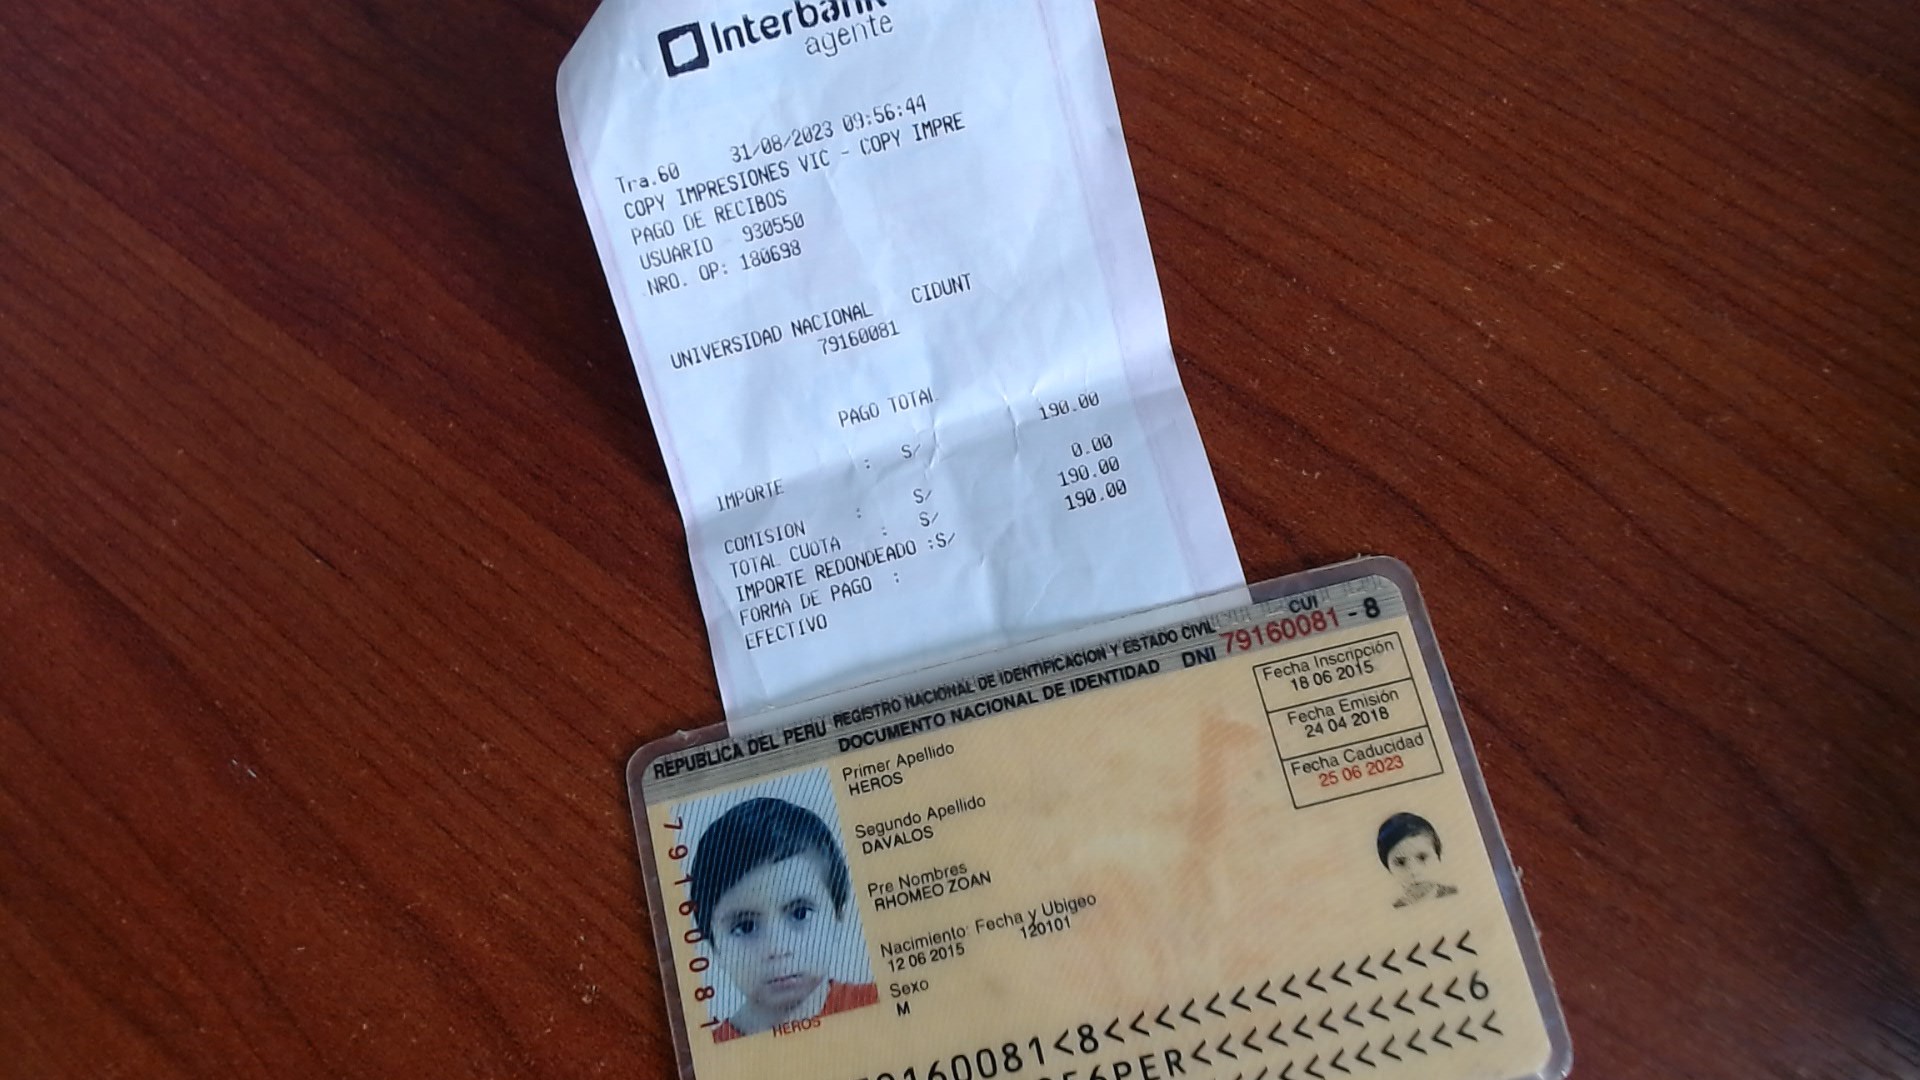 Interbank
agente
Tra.60 31/08/2023 09:56:44
COPY IMPRESIONES VIC - COPY IMPRE
PAGO DE RECIBOS
USUARIO 930550
NRO. OP: 180698
UNIVERSIDAD NACIONAL CIDUNT
79160081
PAGO TOTAL
IMPORTE : S/ 190.00
COMISION : S/ 0.00
TOTAL CUOTA : S/ 190.00
IMPORTE REDONDEADO :S/ 190.00
FORMA DE PAGO :
EFECTIVO
REPUBLICA DEL PERU REGISTRO NACIONAL DE IDENTIFICACION Y ESTADO CIVIL CUI
DOCUMENTO NACIONAL DE IDENTIDAD DNI 79160081 - 8
Primer Apellido
HEROS
Segundo Apellido
DAVALOS
Pre Nombres
RHOMEO ZOAN
Nacimiento: Fecha y Ubigeo
12 06 2015 120101
Sexo
M
Fecha Inscripción
18 06 2015
Fecha Emisión
24 04 2018
Fecha Caducidad
25 06 2023
79160081
HEROS
79160081<8<<<<<<<<<<<<<<<
6PER<<<<<<<<<<<6
<<<<<<<<<<<